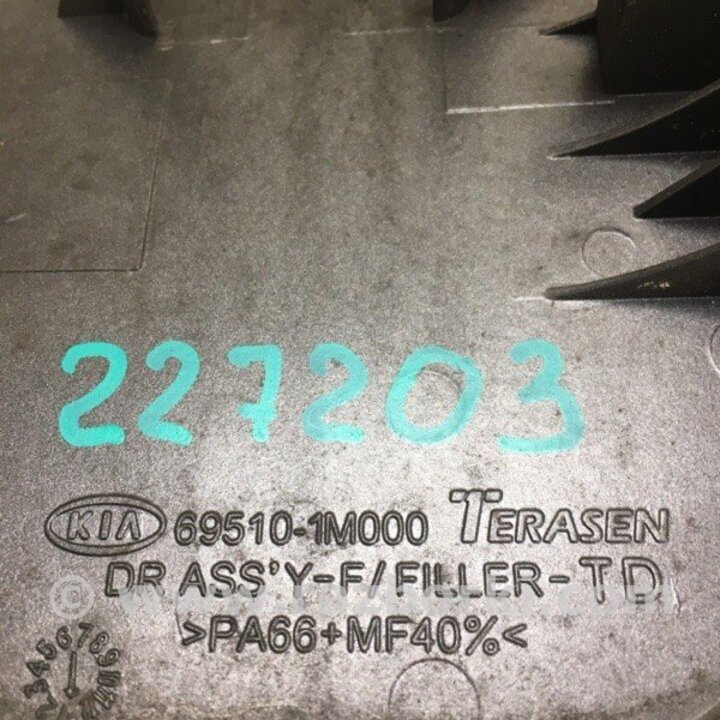 227203
KIA 69510-1M000 TERASEN
DR ASS'Y-F/FILLER-TD
>PA66+MF40%<